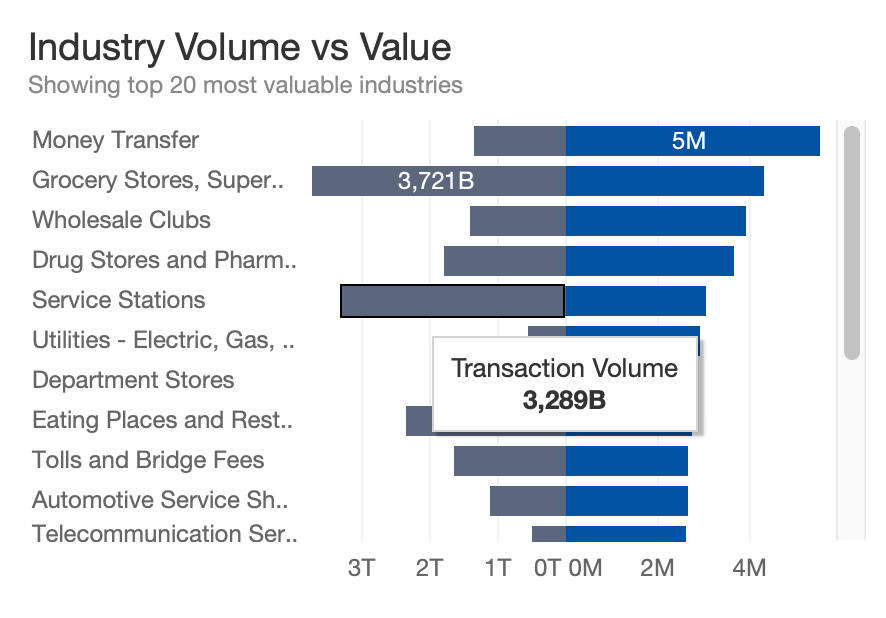 Industry Volume vs Value
Showing top 20 most valuable industries
Money Transfer
5M
Grocery Stores, Super..
3,721B
Wholesale Clubs
Drug Stores and Pharm..
Service Stations
Utilities - Electric, Gas, ..
Transaction Volume
3,289B
Department Stores
Eating Places and Rest..
Tolls and Bridge Fees
Automotive Service Sh..
Telecommunication Ser..
3T 2T 1T 0T 0M 2M 4M